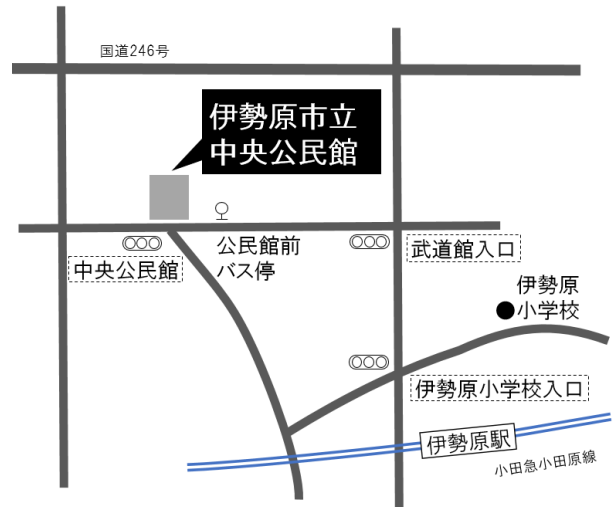 国道246号
伊勢原市立
中央公民館
公民館前
バス停
中央公民館
武道館入口
伊勢原
小学校
伊勢原小学校入口
伊勢原駅
小田急小田原線